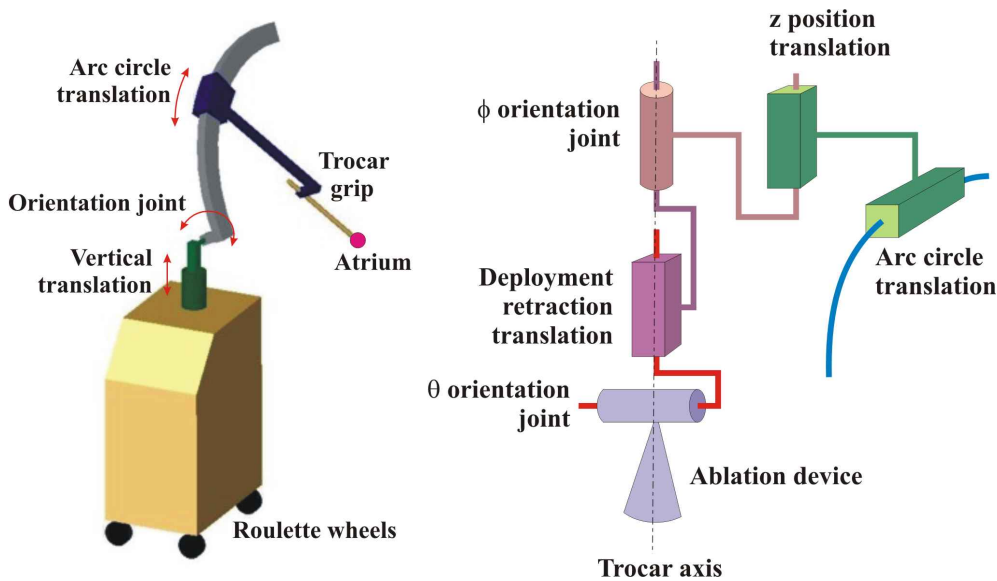 Arc circle
translation
Trocar
grip
Orientation joint
Vertical
translation
Atrium
Roulette wheels
z position
translation
ϕ orientation
joint
Arc circle
translation
Deployment
retraction
translation
θ orientation
joint
Ablation device
Trocar axis